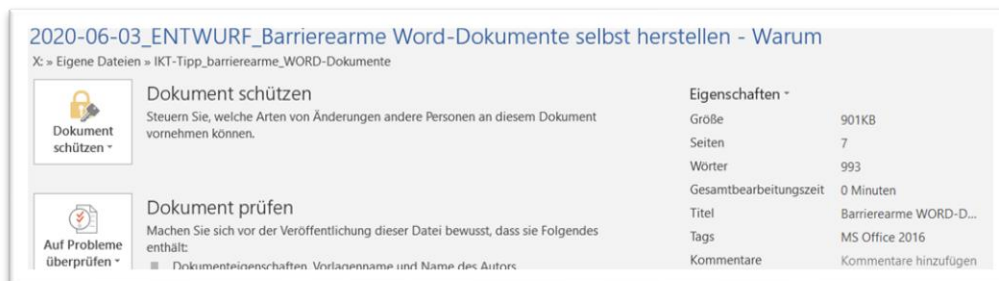 2020-06-03_ENTWURF_Barrierearme Word-Dokumente selbst herstellen - Warum
X: » Eigene Dateien » IKT-Tipp_barrierearme_WORD-Dokumente
Dokument schützen
Dokument schützen
Steuern Sie, welche Arten von Änderungen andere Personen an diesem Dokument
vornehmen können.
Auf Probleme überprüfen
Dokument prüfen
Machen Sie sich vor der Veröffentlichung dieser Datei bewusst, dass sie Folgendes
enthält:
Dokumenteigenschaften, Vorlagenname und Name des Autors
Eigenschaften
Größe 901KB
Seiten 7
Wörter 993
Gesamtbearbeitungszeit 0 Minuten
Titel Barrierearme WORD-D...
Tags MS Office 2016
Kommentare Kommentare hinzufügen